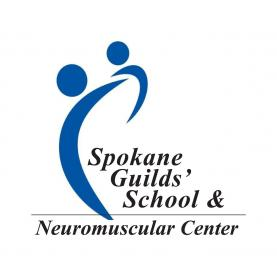 Spokane
Guilds'
School &
Neuromuscular Center